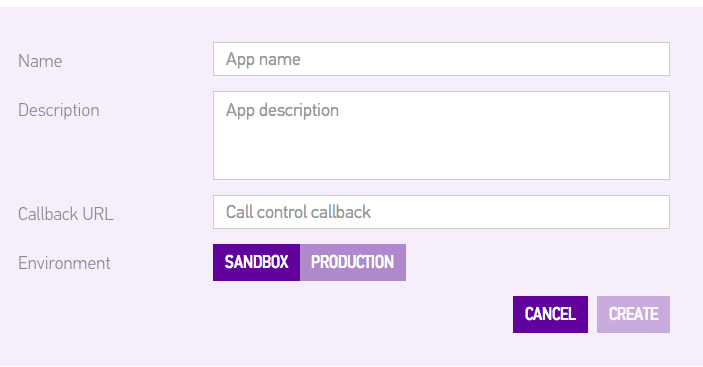 Name
App name
Description
App description
Callback URL
Call control callback
Environment
SANDBOX PRODUCTION
CANCEL CREATE